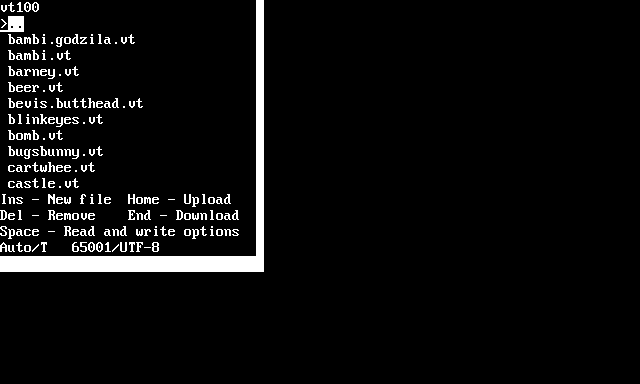 vt100
>..
bambi.godzila.vt
bambi.vt
barney.vt
beer.vt
bevis.butthead.vt
blinkeyes.vt
bomb.vt
bugsbunny.vt
cartwhee.vt
castle.vt
Ins - New file  Home - Upload
Del - Remove    End - Download
Space - Read and write options
Auto/T   65001/UTF-8